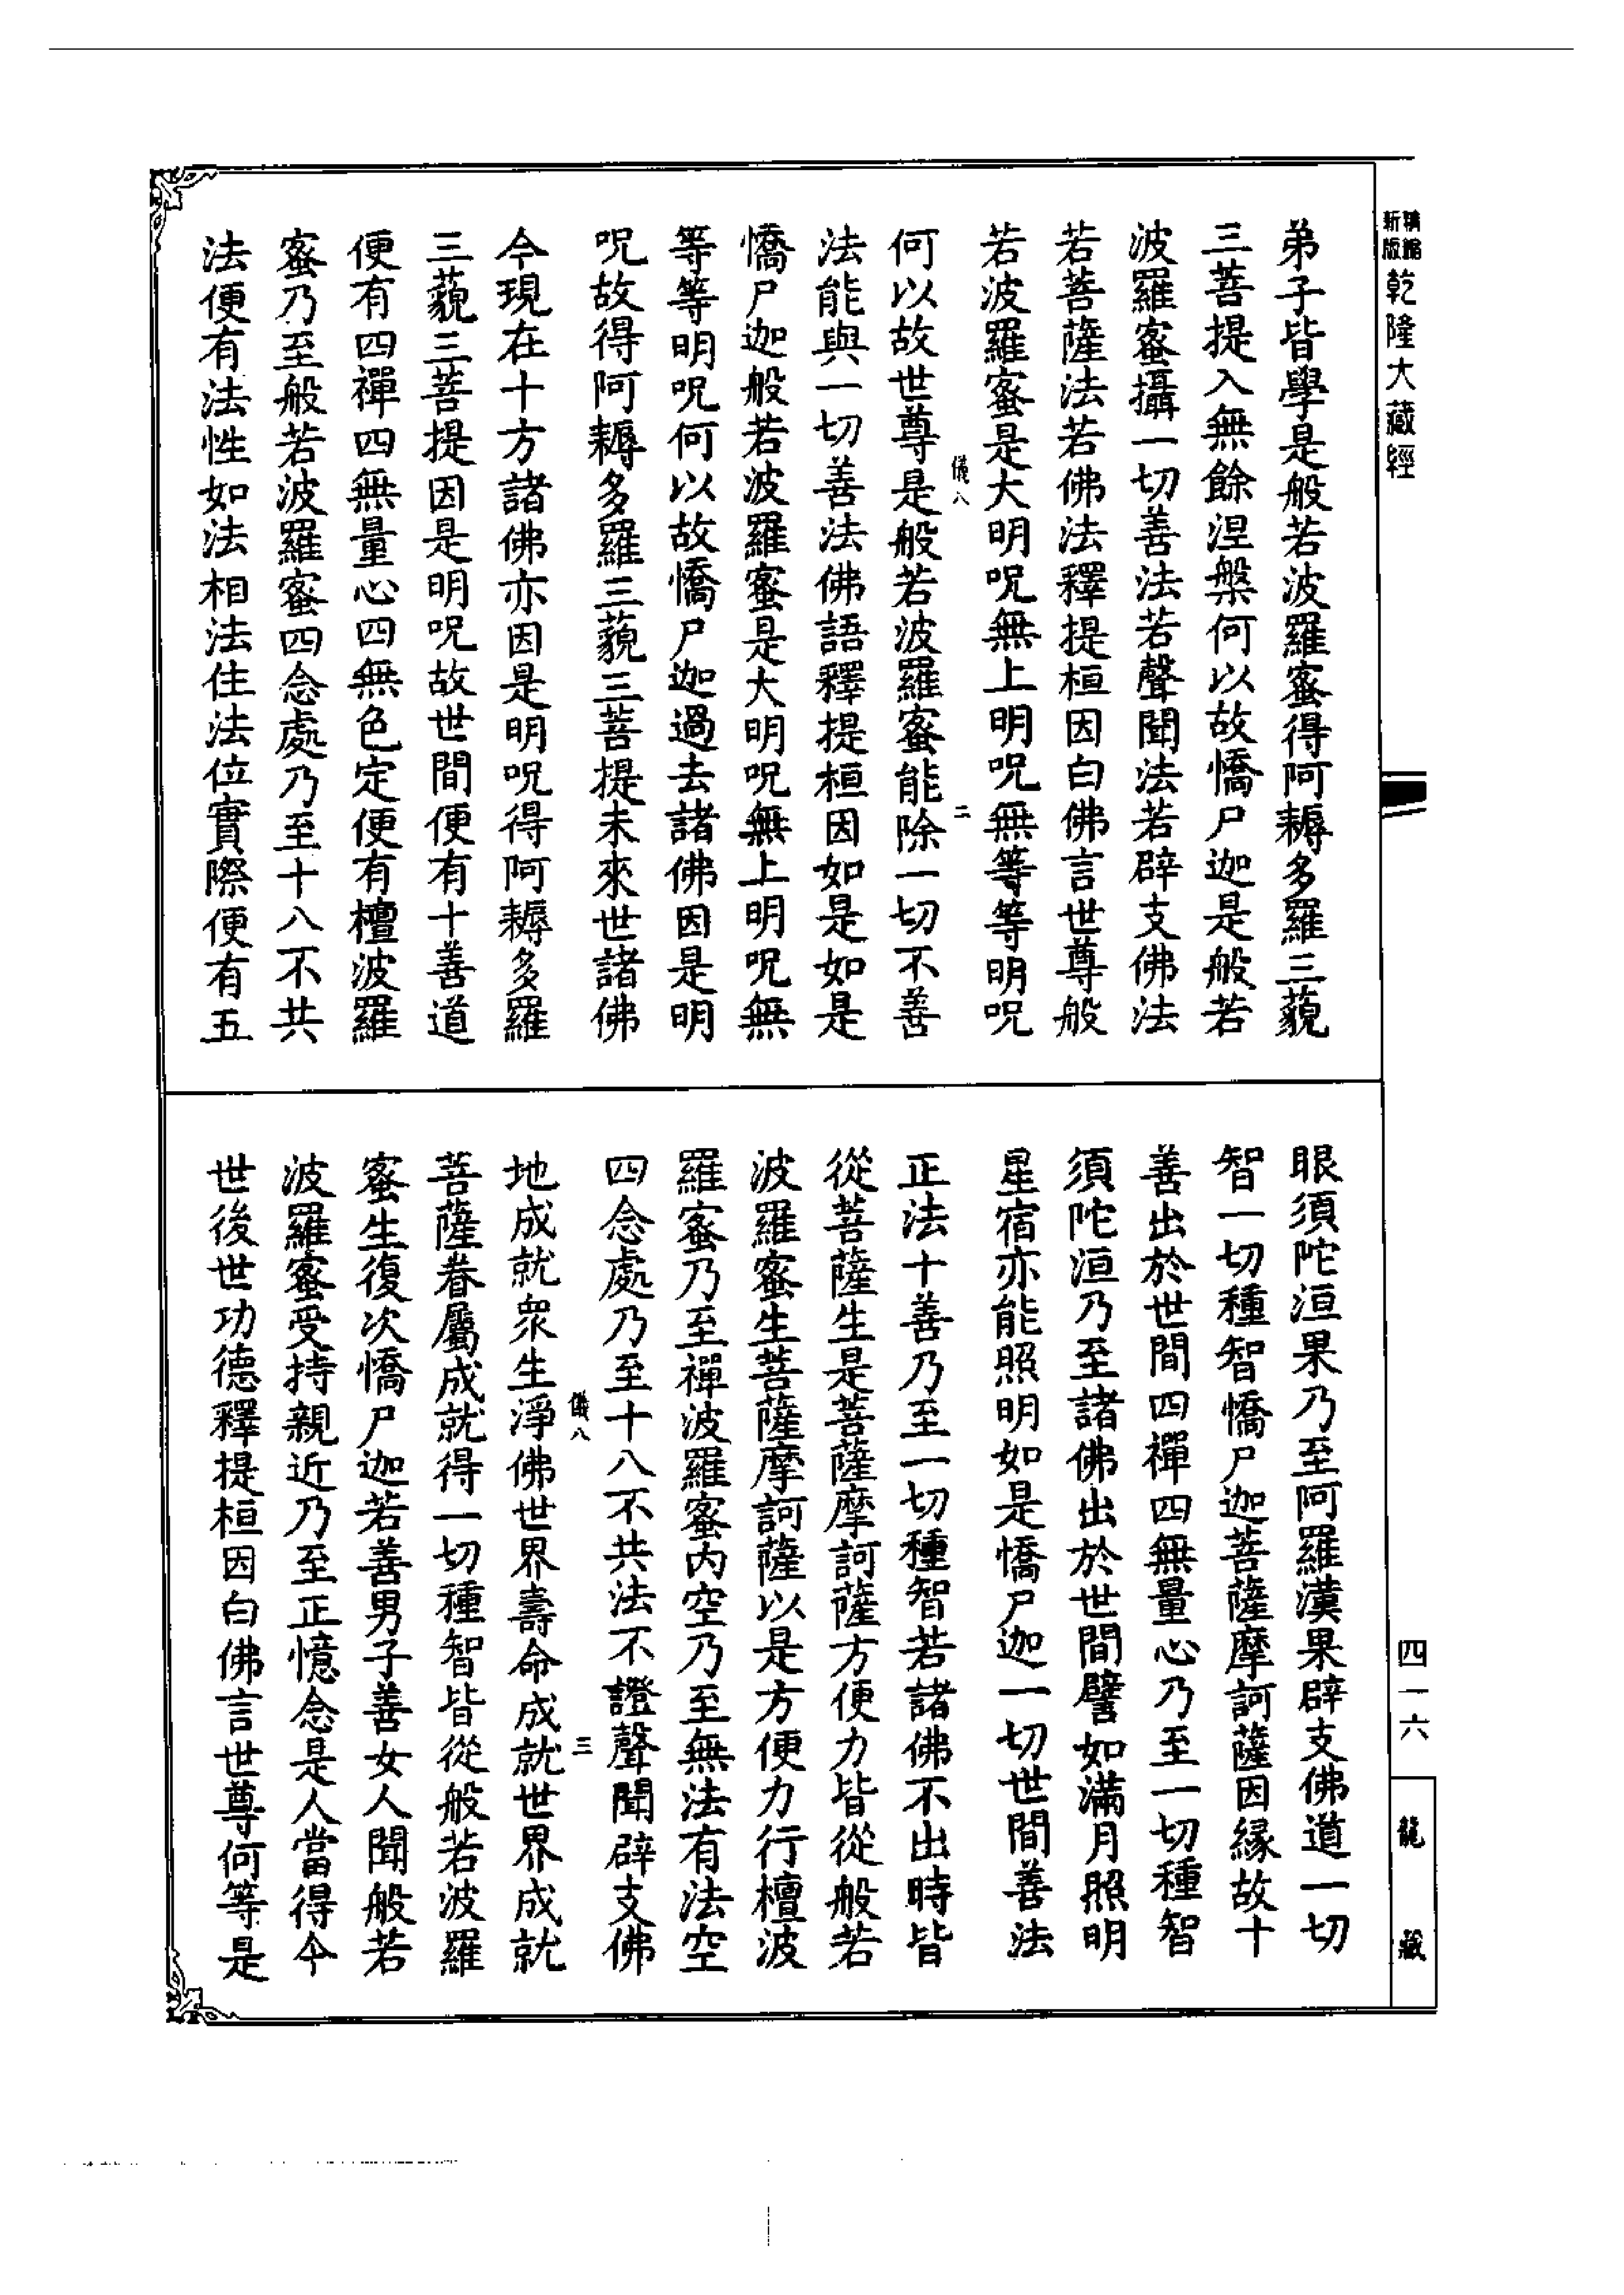 精縮新版乾隆大藏經
弟子皆學是般若波羅蜜得阿耨多羅三藐
三菩提入無餘涅槃何以故憍尸迦是般若
波羅蜜攝一切善法若聲聞法若辟支佛法
若菩薩法若佛法釋提桓因白佛言世尊般
若波羅蜜是大明呪無上明呪無等等明呪
儀八 二
何以故世尊是般若波羅蜜能除一切不善
法能與一切善法佛語釋提桓因如是如是
憍尸迦般若波羅蜜是大明呪無上明呪無
等等明呪何以故憍尸迦過去諸佛因是明
呪故得阿耨多羅三藐三菩提未來世諸佛
今現在十方諸佛亦因是明呪得阿耨多羅
三藐三菩提因是明呪故世間便有十善道
便有四禪四無量心四無色定便有檀波羅
蜜乃至般若波羅蜜四念處乃至十八不共
法便有法性如法相法住法位實際便有五
眼須陀洹果乃至阿羅漢果辟支佛道一切
智一切種智憍尸迦菩薩摩訶薩因緣故十
善出於世間四禪四無量心乃至一切種智
須陀洹乃至諸佛出於世間譬如滿月照明
星宿亦能照明如是憍尸迦一切世間善法
正法十善乃至一切種智若諸佛不出時皆
從菩薩生是菩薩摩訶薩方便力皆從般若
波羅蜜生菩薩摩訶薩以是方便力行檀波
羅蜜乃至禪波羅蜜内空乃至無法有法空
四念處乃至十八不共法不證聲聞辟支佛
儀八 三
地成就衆生淨佛世界壽命成就世界成就
菩薩眷屬成就得一切種智皆從般若波羅
蜜生復次憍尸迦若善男子善女人聞般若
波羅蜜受持親近乃至正憶念是人當得今
世後世功德釋提桓因白佛言世尊何等是
四一六
龍藏